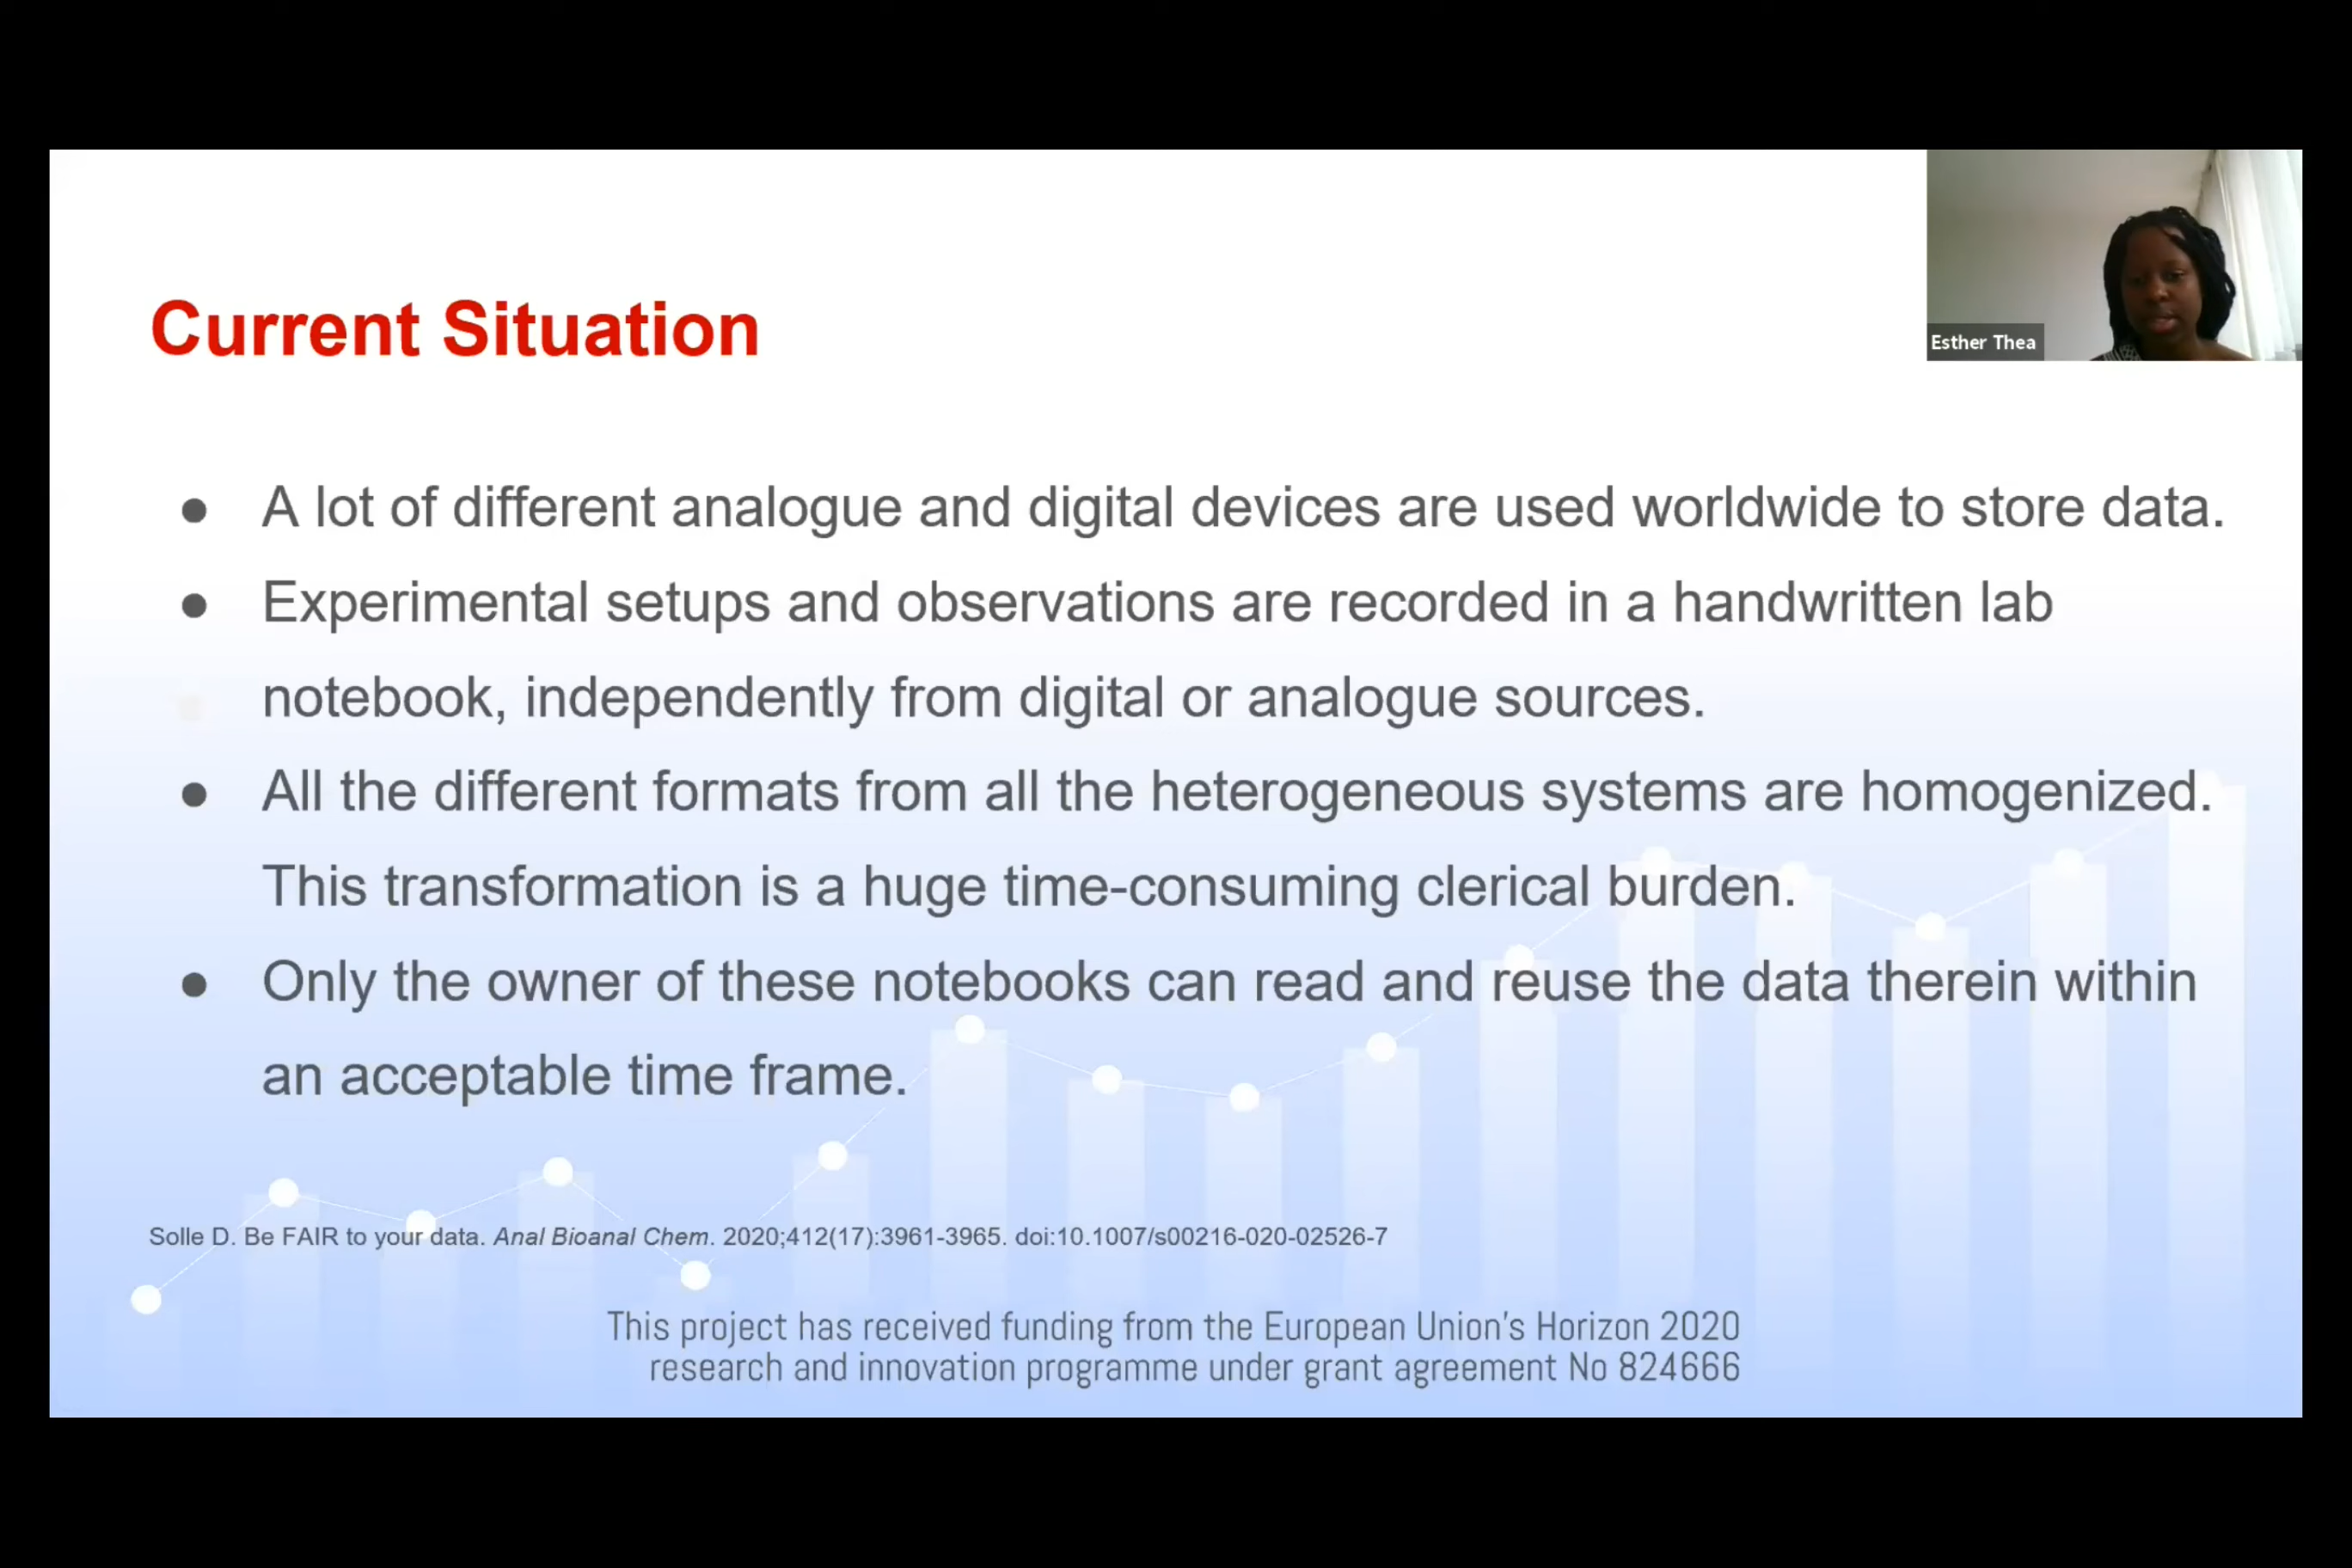 Current Situation
Esther Thea
● A lot of different analogue and digital devices are used worldwide to store data.
● Experimental setups and observations are recorded in a handwritten lab
notebook, independently from digital or analogue sources.
● All the different formats from all the heterogeneous systems are homogenized.
This transformation is a huge time-consuming clerical burden.
● Only the owner of these notebooks can read and reuse the data therein within
an acceptable time frame.
Solle D. Be FAIR to your data. Anal Bioanal Chem. 2020;412(17):3961-3965. doi:10.1007/s00216-020-02526-7
This project has received funding from the European Union's Horizon 2020
research and innovation programme under grant agreement No 824666